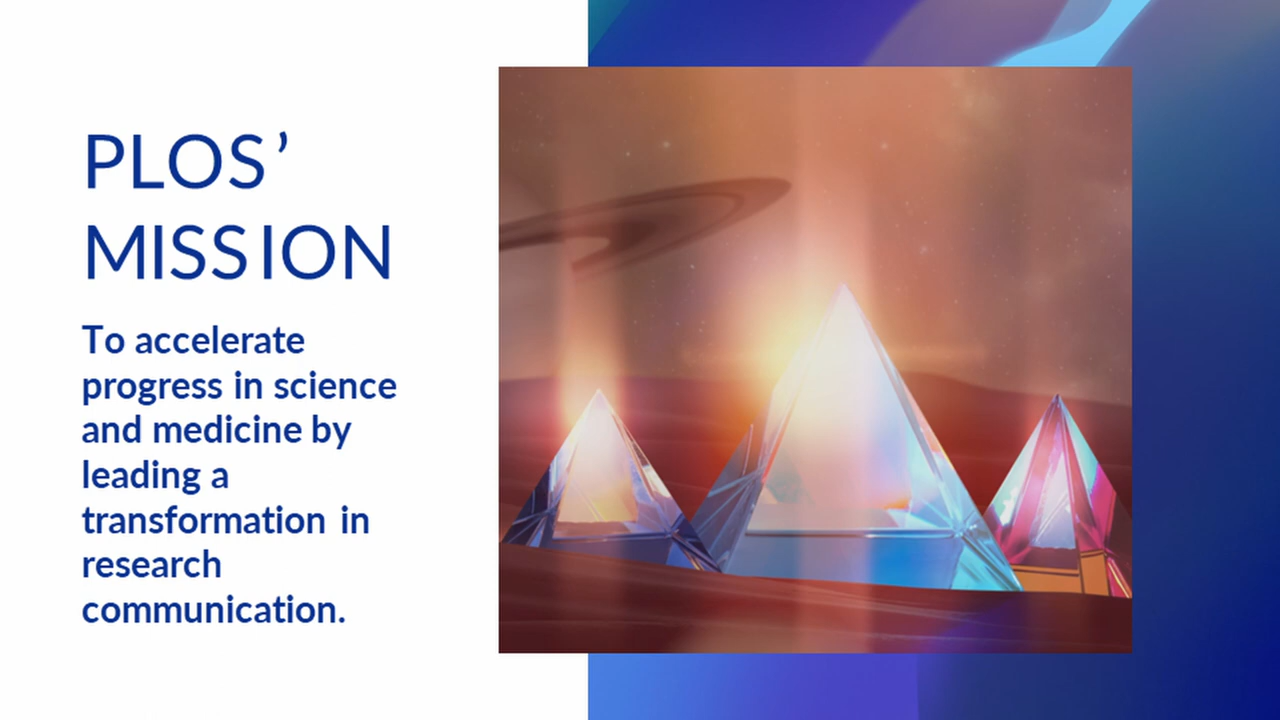 PLOS’
MISSION
To accelerate
progress in science
and medicine by
leading a
transformation in
research
communication.